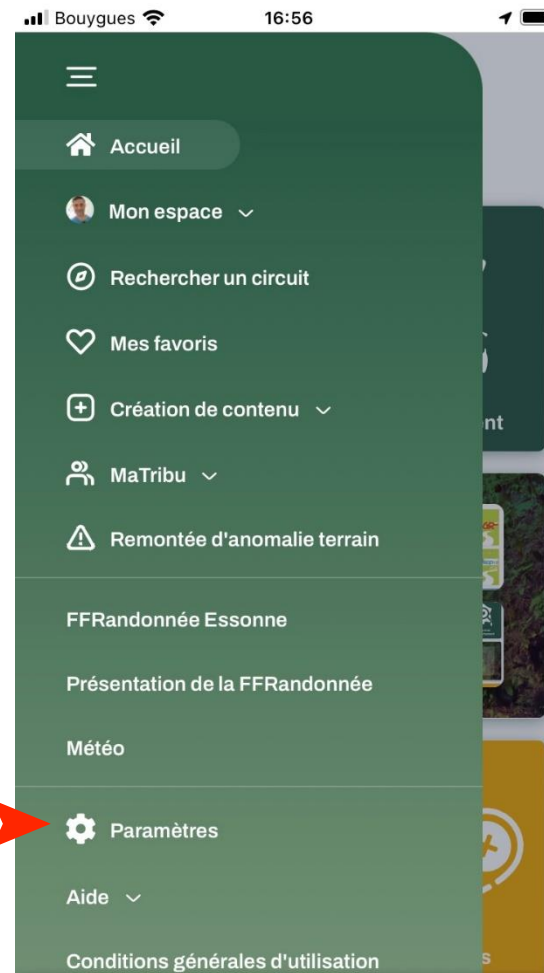 Bouygues 16:56
Accueil
Mon espace
Rechercher un circuit
Mes favoris
Création de contenu
nt
MaTribu
Remontée d'anomalie terrain
FFRandonnée Essonne
Présentation de la FFRandonnée
Météo
Paramètres
Aide
Conditions générales d'utilisation
s